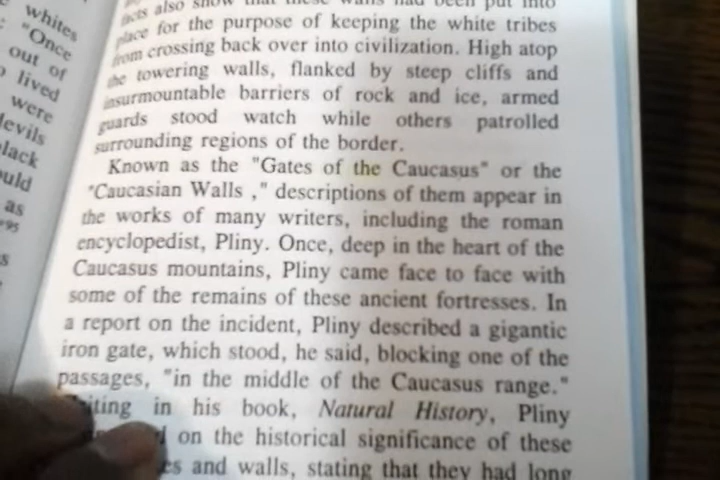 whites
"Once
out of
lived
were
devils
black
ould
as
s
facts also show that these walls had been put into
place for the purpose of keeping the white tribes
from crossing back over into civilization. High atop
the towering walls, flanked by steep cliffs and
insurmountable barriers of rock and ice, armed
guards stood watch while others patrolled
surrounding regions of the border.
Known as the "Gates of the Caucasus" or the
"Caucasian Walls ," descriptions of them appear in
the works of many writers, including the roman
encyclopedist, Pliny. Once, deep in the heart of the
Caucasus mountains, Pliny came face to face with
some of the remains of these ancient fortresses. In
a report on the incident, Pliny described a gigantic
iron gate, which stood, he said, blocking one of the
passages, "in the middle of the Caucasus range."
Writing in his book, Natural History, Pliny
on the historical significance of these
es and walls, stating that they had long